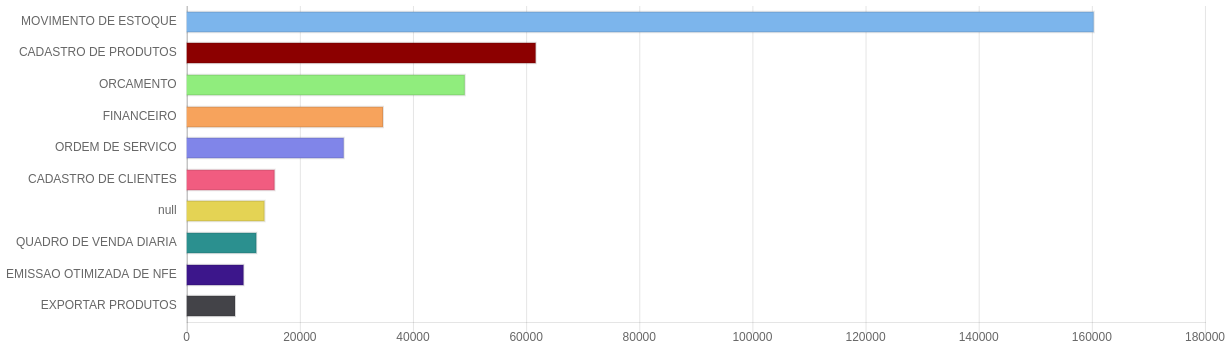 MOVIMENTO DE ESTOQUE
CADASTRO DE PRODUTOS
ORCAMENTO
FINANCEIRO
ORDEM DE SERVICO
CADASTRO DE CLIENTES
null
QUADRO DE VENDA DIARIA
EMISSAO OTIMIZADA DE NFE
EXPORTAR PRODUTOS
0 20000 40000 60000 80000 100000 120000 140000 160000 180000